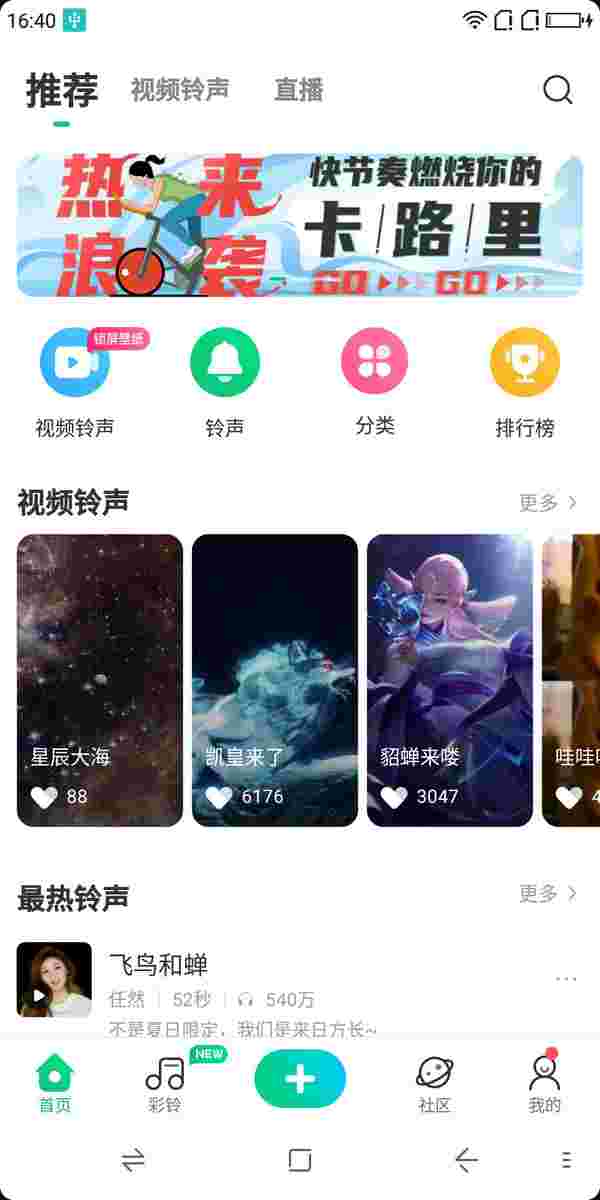 16:40
推荐 视频铃声 直播
热 来 快节奏燃烧你的
浪 袭 卡/路/里
GO GO
锁屏壁纸
视频铃声 铃声 分类 排行榜
视频铃声 更多
星辰大海 凯皇来了 貂蝉来喽
88 6176 3047
最热铃声 更多
飞鸟和蝉
任然 52秒 540万
不是夏日限定，我们是来日方长~
NEW
首页 彩铃 社区 我的